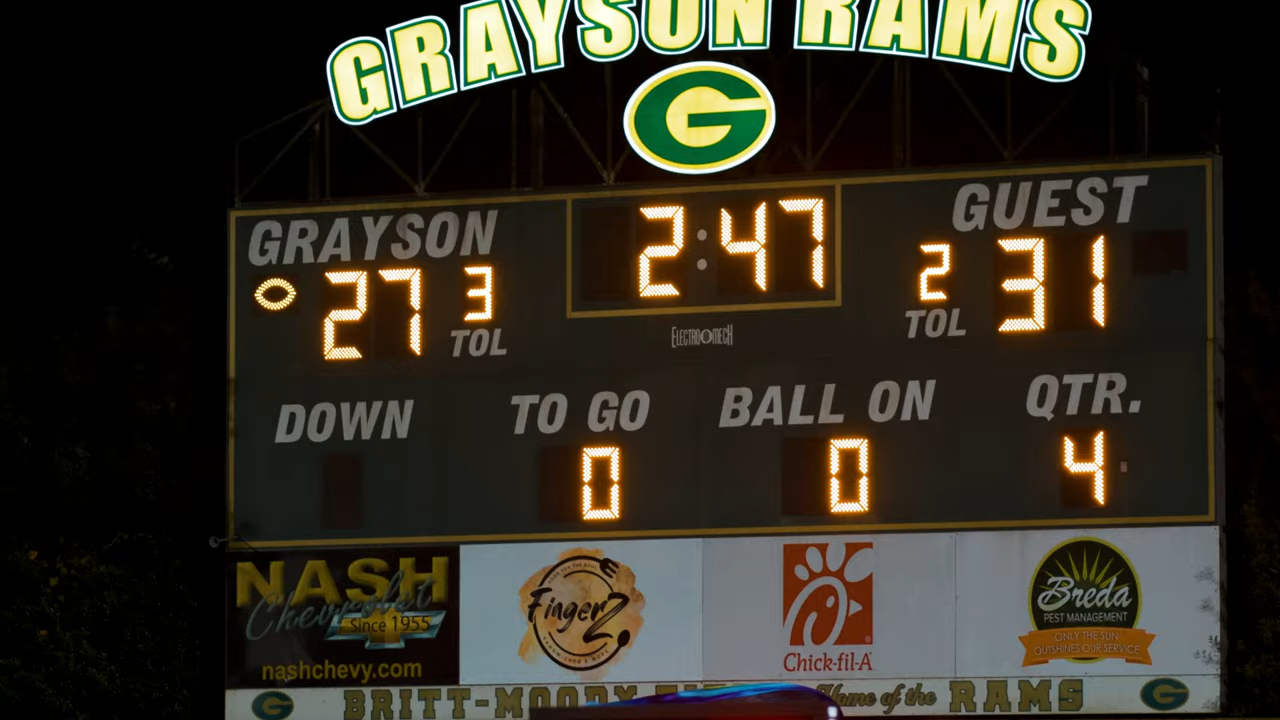 GRAYSON RAMS
G
GRAYSON
2:47
GUEST
27
3
TOL
2
TOL
31
ELECTRO-MECH
DOWN
TO GO
BALL ON
QTR.
0
0
4
NASH
Chevrolet
Since 1955
nashchevy.com
FingerZ
Chick-fil-A
Breda
PEST MANAGEMENT
ONLY THE SUN
OUTSHINES OUR SERVICE
G
BRITT-MOODY
Home of the RAMS
G